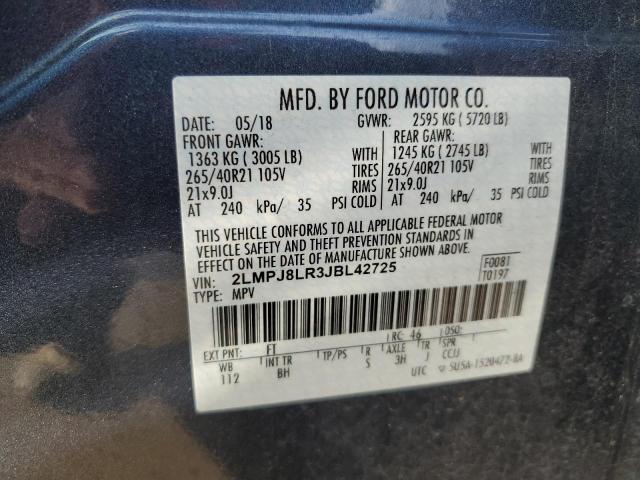 MFD. BY FORD MOTOR CO.
DATE: 05/18 GVWR: 2595 KG ( 5720 LB)
FRONT GAWR: REAR GAWR:
1363 KG ( 3005 LB) WITH 1245 KG ( 2745 LB) WITH
265/40R21 105V TIRES 265/40R21 105V TIRES
21x9.0J RIMS 21x9.0J RIMS
AT 240 kPa/ 35 PSI COLD AT 240 kPa/ 35 PSI COLD
THIS VEHICLE CONFORMS TO ALL APPLICABLE FEDERAL MOTOR
VEHICLE SAFETY AND THEFT PREVENTION STANDARDS IN
EFFECT ON THE DATE OF MANUFACTURE SHOWN ABOVE.
VIN: 2LMPJ8LR3JBL42725 F0081
TYPE: MPV T0197
EXT PNT: FT RC: 46 DSO:
WB INT TR TP/PS R AXLE TR SPR
112 BH S 3H J CCJJ
UTC 5U5A-1520472-BA